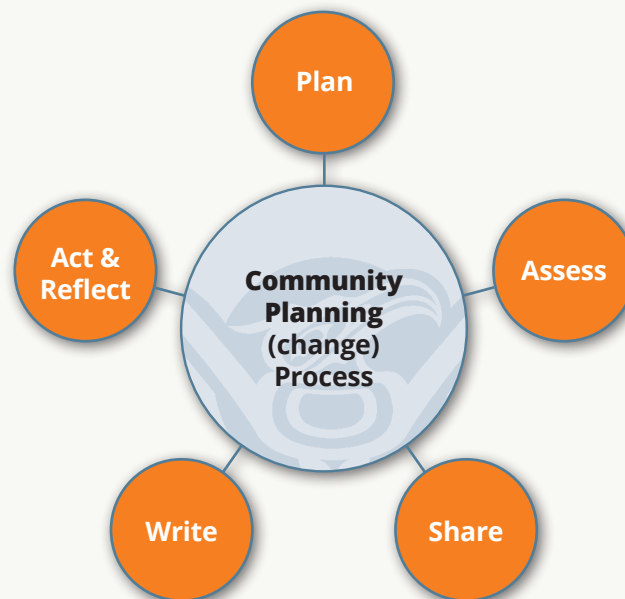 Plan
Act &
Reflect
Assess
Community
Planning
(change)
Process
Write
Share